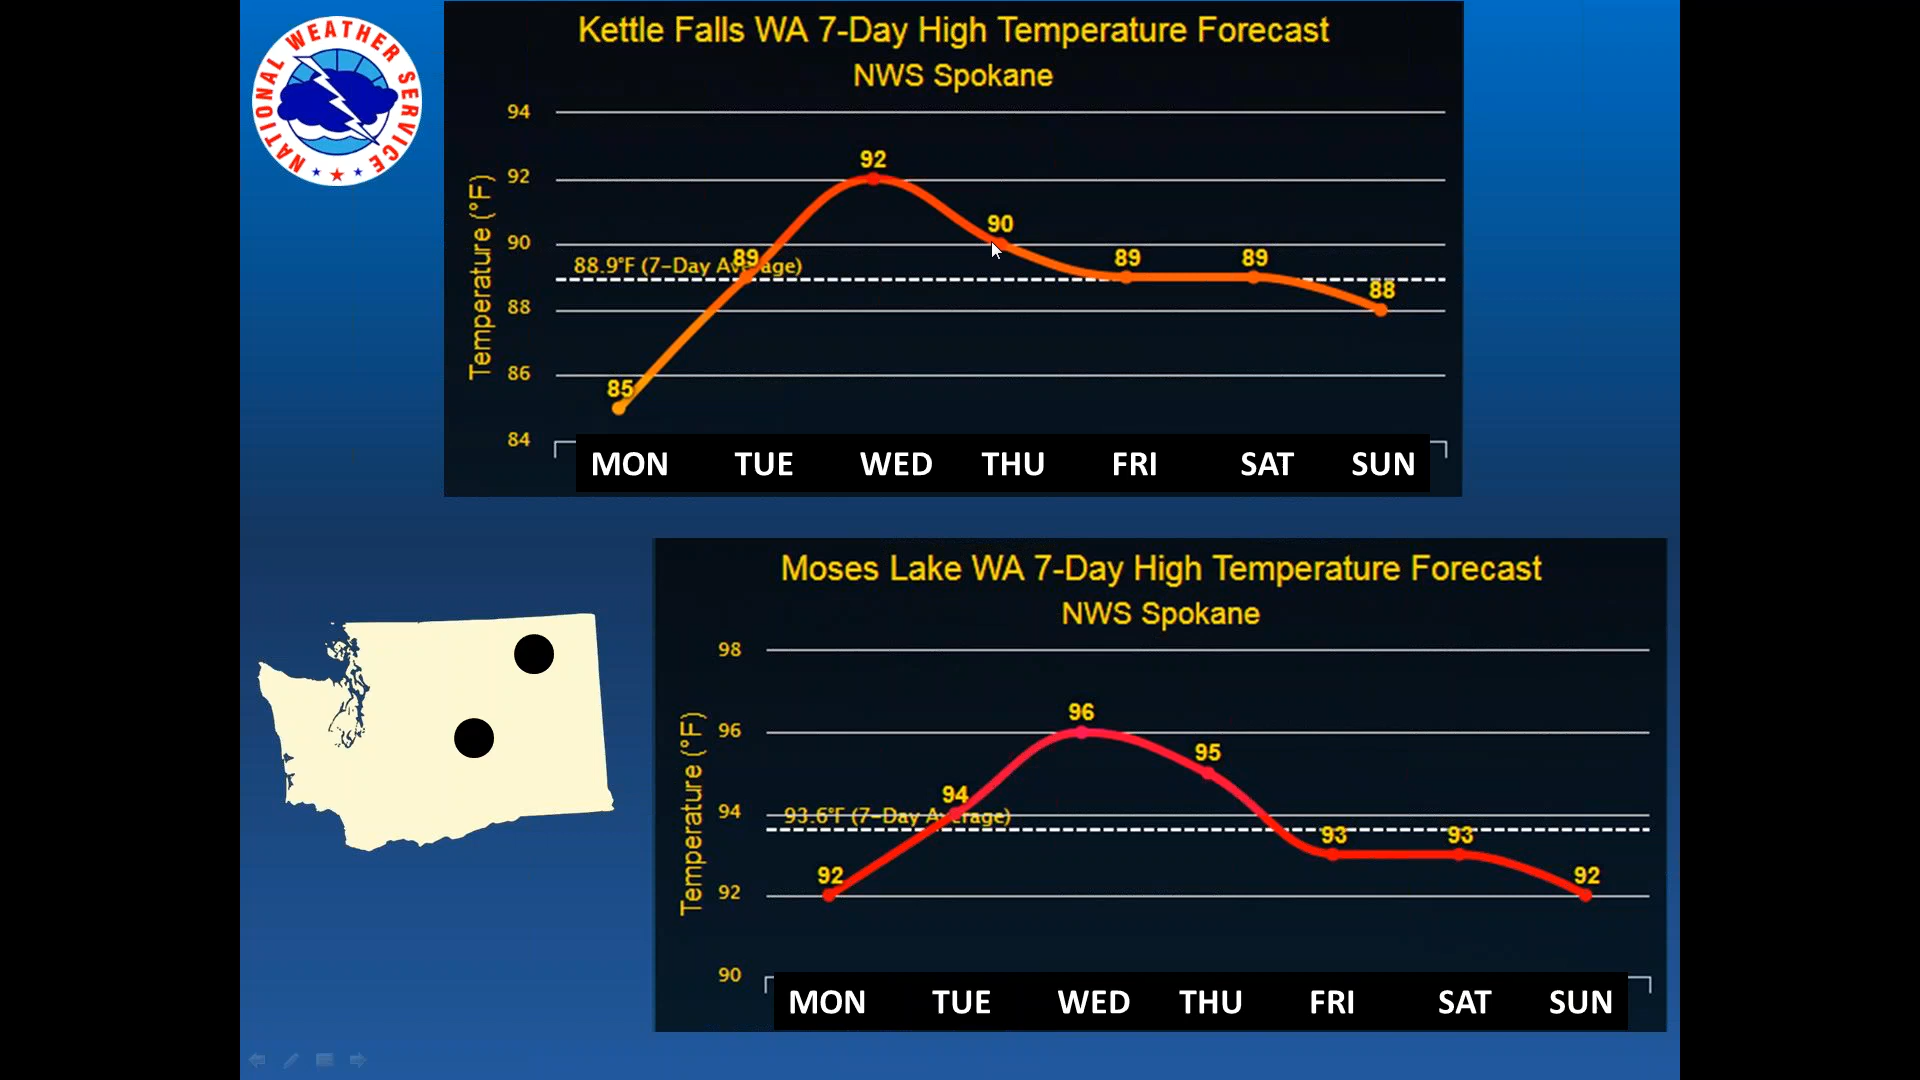 NATIONAL WEATHER SERVICE
Kettle Falls WA 7-Day High Temperature Forecast
NWS Spokane
Temperature (°F)
94
92
90
88
86
84
88.9°F (7-Day Average)
85
89
92
90
89
89
88
MON TUE WED THU FRI SAT SUN
Moses Lake WA 7-Day High Temperature Forecast
NWS Spokane
Temperature (°F)
98
96
94
92
90
93.6°F (7-Day Average)
92
94
96
95
93
93
92
MON TUE WED THU FRI SAT SUN